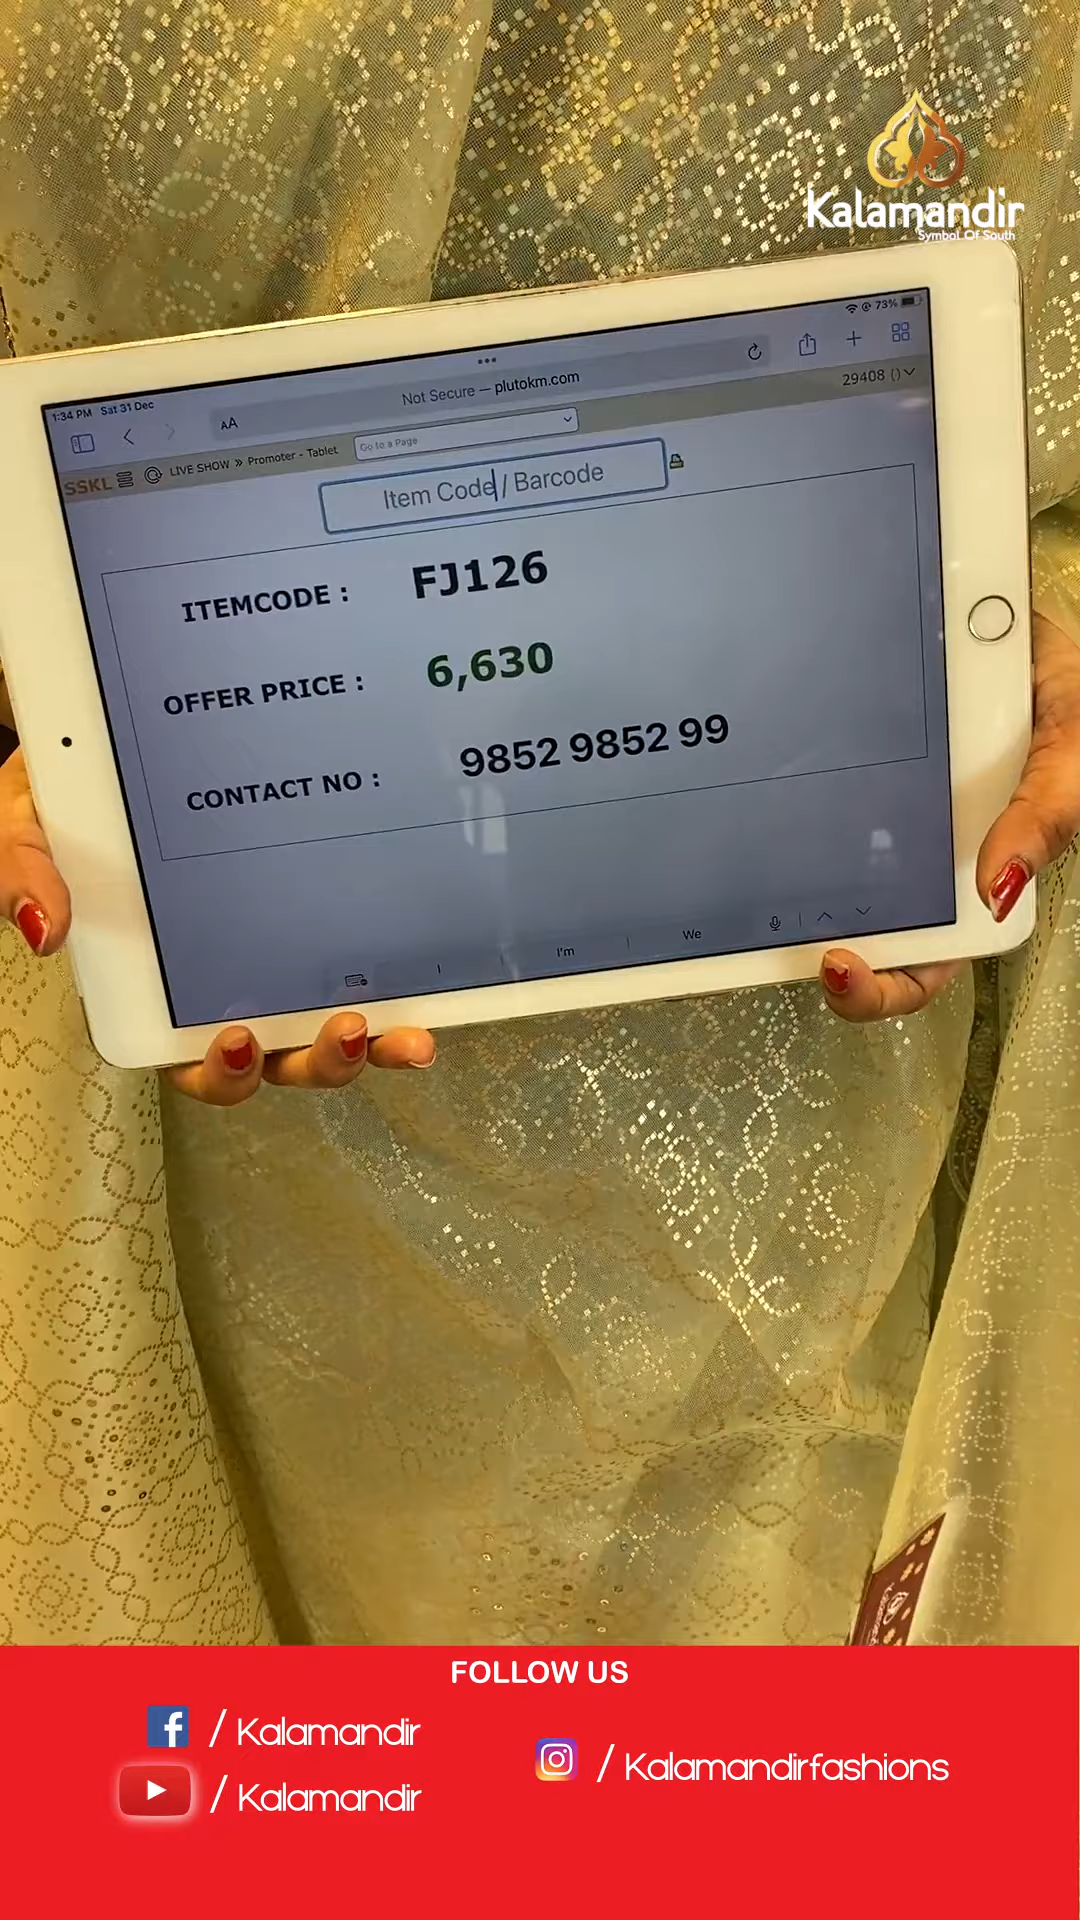 Kalamandir
Symbol Of South
1:34 PM Sat 31 Dec
73%
AA
Not Secure — plutokm.com
SSKL
LIVE SHOW » Promoter - Tablet
Go to a Page
29408 ()
Item Code / Barcode
ITEMCODE : FJ126
OFFER PRICE : 6,630
CONTACT NO : 9852 9852 99
I
I'm
We
FOLLOW US
/ Kalamandir
/ Kalamandir
/ Kalamandirfashions